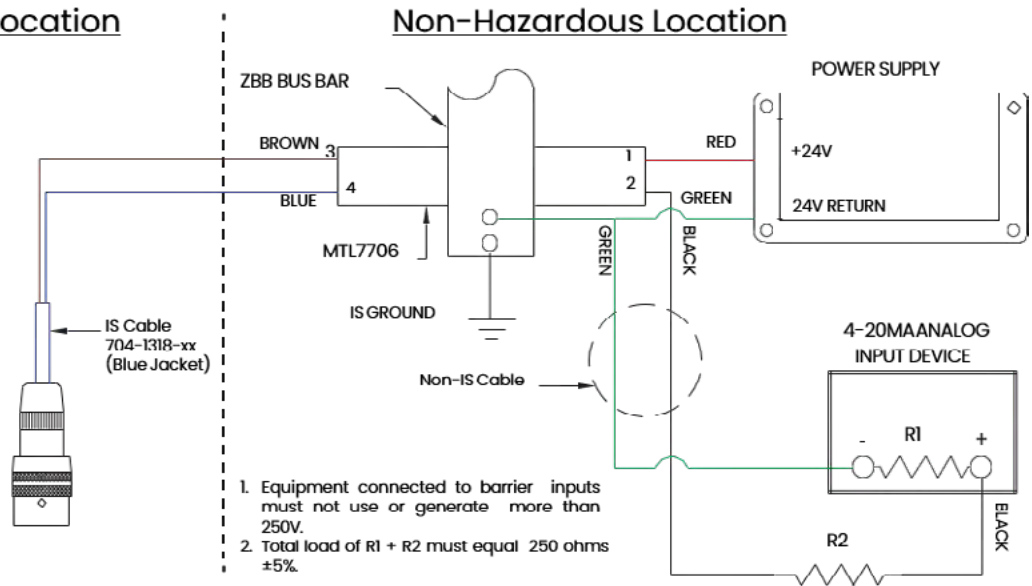 ocation
Non-Hazardous Location
POWER SUPPLY
ZBB BUS BAR
BROWN
3
1
RED
+24V
4
2
BLUE
GREEN
24V RETURN
MTL7706
GREEN
BLACK
IS GROUND
IS Cable
704-1318-xx
(Blue Jacket)
4-20MAANALOG
INPUT DEVICE
Non-IS Cable
-
R1
+
BLACK
R2
1. Equipment connected to barrier inputs
must not use or generate more than
250V.
2. Total load of R1 + R2 must equal 250 ohms
±5%.